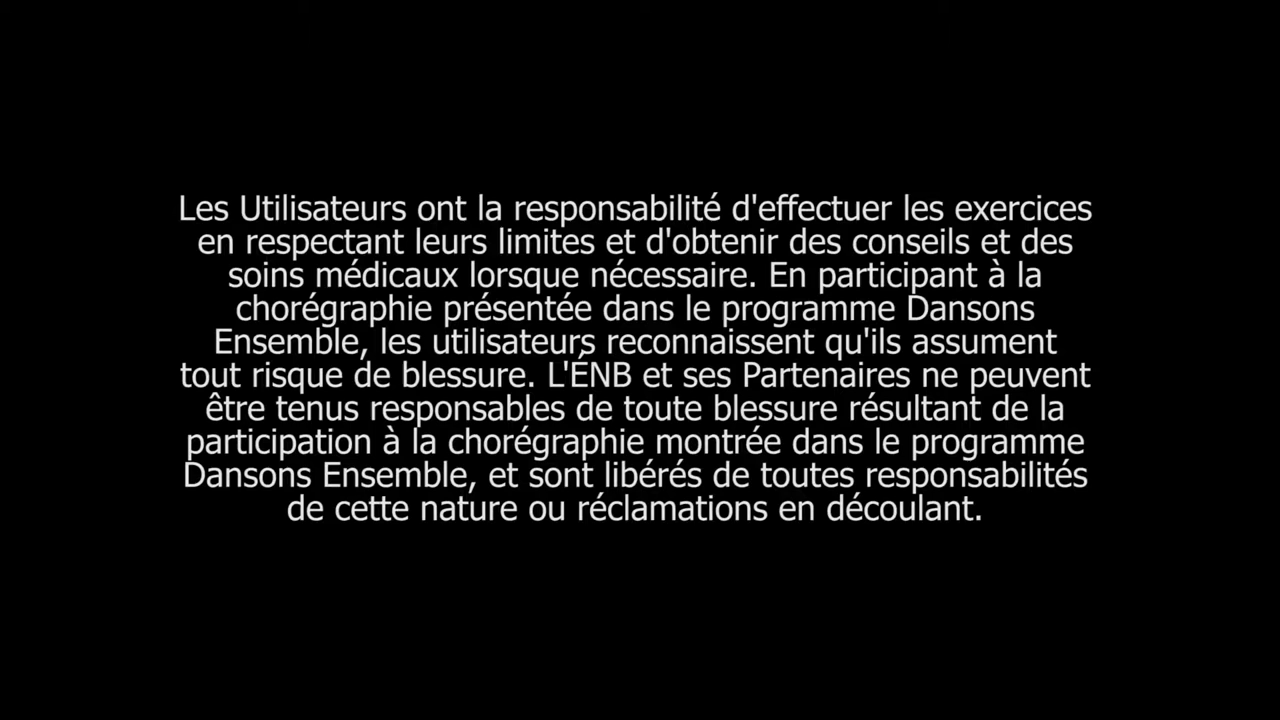 Les Utilisateurs ont la responsabilité d'effectuer les exercices
en respectant leurs limites et d'obtenir des conseils et des
soins médicaux lorsque nécessaire. En participant à la
chorégraphie présentée dans le programme Dansons
Ensemble, les utilisateurs reconnaissent qu'ils assument
tout risque de blessure. L'ÉNB et ses Partenaires ne peuvent
être tenus responsables de toute blessure résultant de la
participation à la chorégraphie montrée dans le programme
Dansons Ensemble, et sont libérés de toutes responsabilités
de cette nature ou réclamations en découlant.